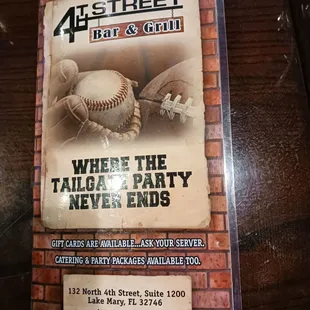 4TH STREET
Bar & Grill
WHERE THE
TAILGATE PARTY
NEVER ENDS
GIFT CARDS ARE AVAILABLE...ASK YOUR SERVER.
CATERING & PARTY PACKAGES AVAILABLE TOO.
132 North 4th Street, Suite 1200
Lake Mary, FL 32746